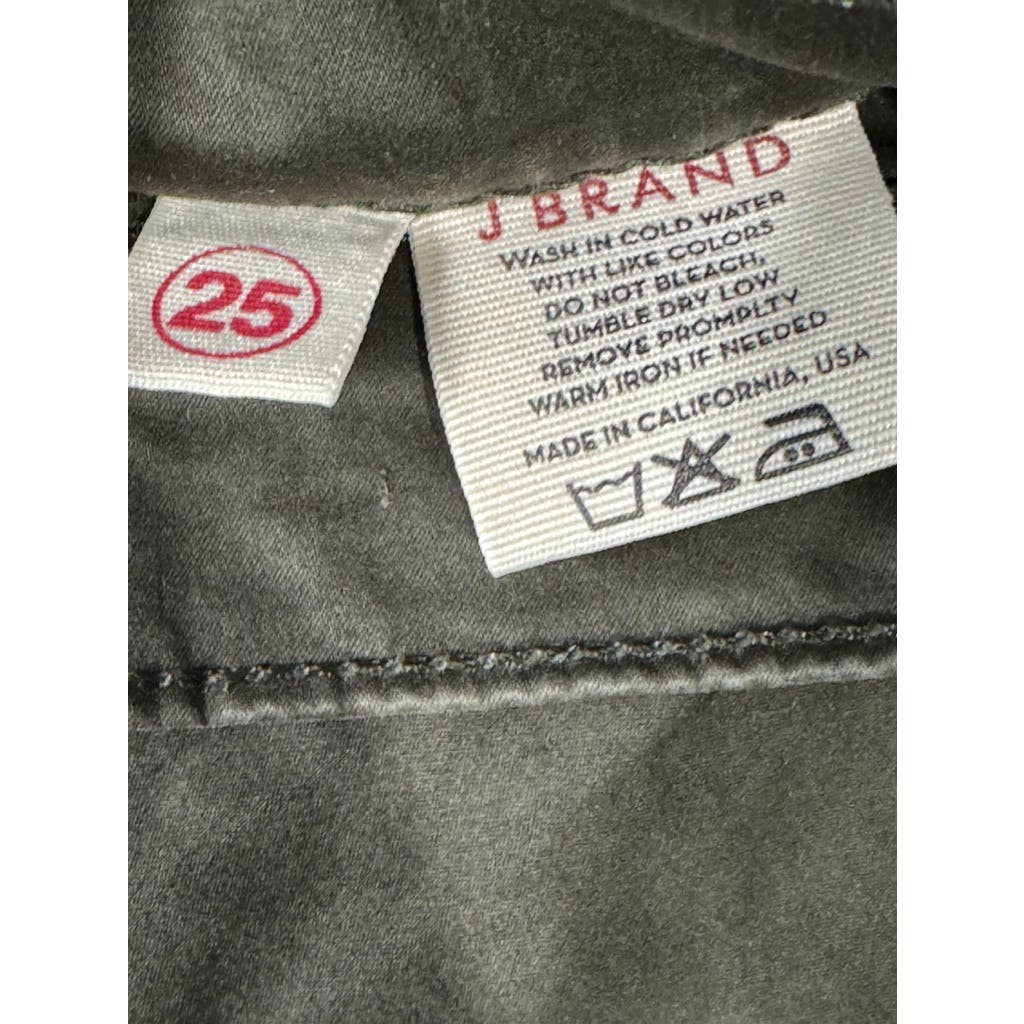 25
J BRAND
WASH IN COLD WATER
WITH LIKE COLORS
DO NOT BLEACH,
TUMBLE DRY LOW
REMOVE PROMPLTY
WARM IRON IF NEEDED
MADE IN CALIFORNIA, USA